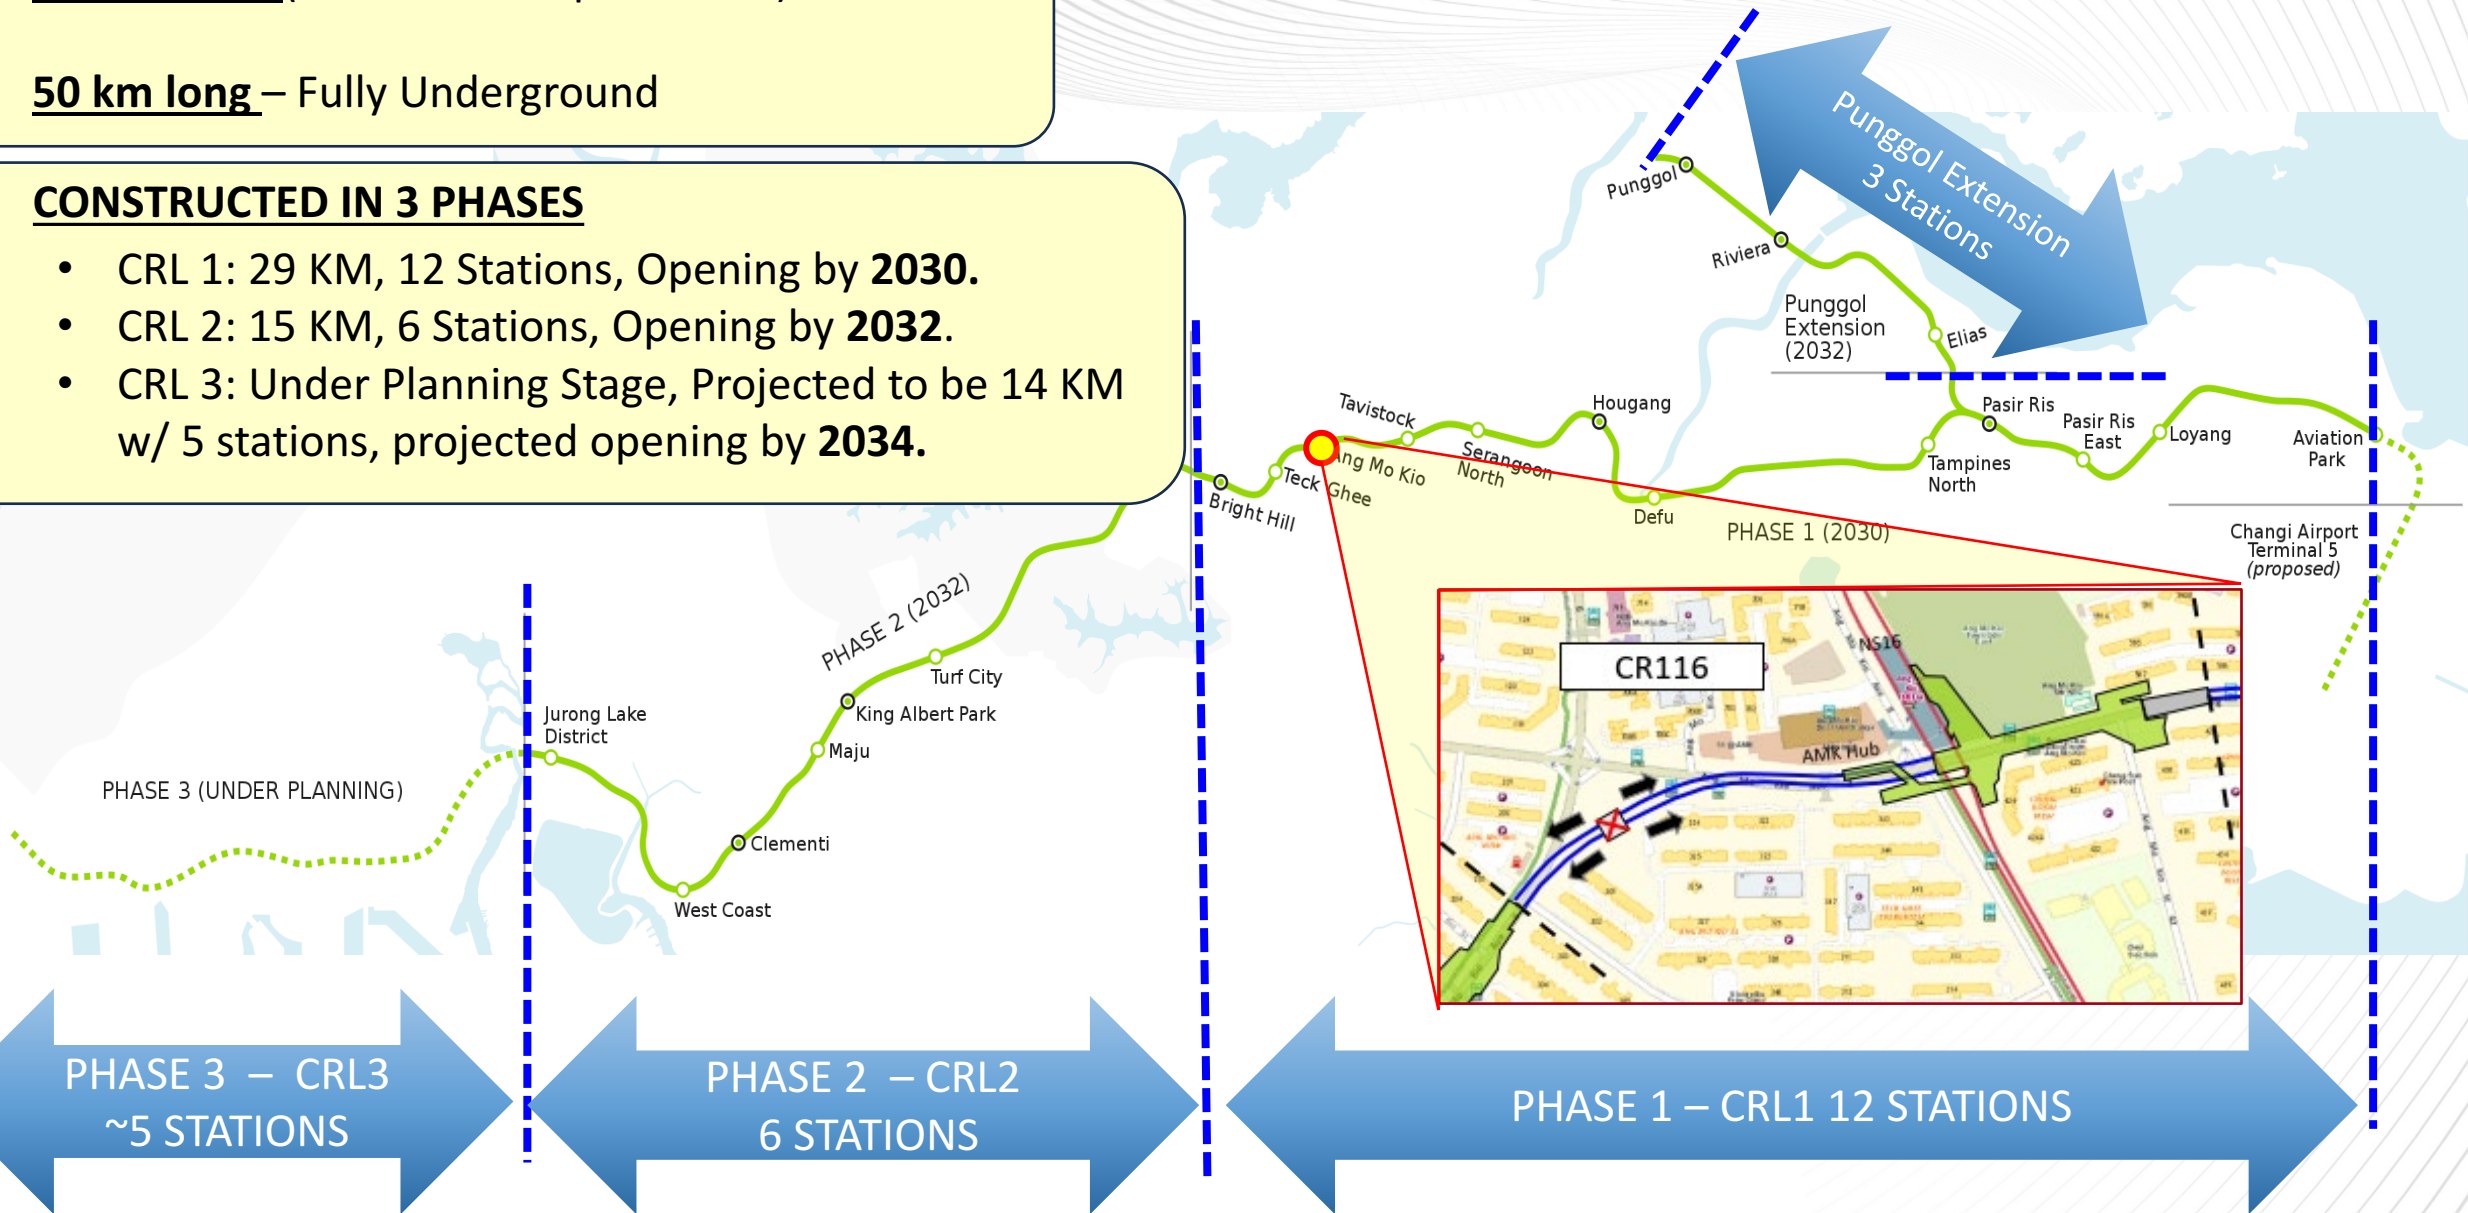 50 km long – Fully Underground
CONSTRUCTED IN 3 PHASES
• CRL 1: 29 KM, 12 Stations, Opening by 2030.
• CRL 2: 15 KM, 6 Stations, Opening by 2032.
• CRL 3: Under Planning Stage, Projected to be 14 KM
w/ 5 stations, projected opening by 2034.
Punggol Extension
3 Stations
Punggol
Riviera
Punggol
Extension
(2032)
Elias
Tavistock
Hougang
Pasir Ris
Pasir Ris
East
Loyang
Aviation
Park
Ang Mo Kio
Serangoon
North
Teck Ghee
Bright Hill
Tampines
North
Defu
PHASE 1 (2030)
Changi Airport
Terminal 5
(proposed)
PHASE 2 (2032)
Turf City
King Albert Park
Maju
Jurong Lake
District
PHASE 3 (UNDER PLANNING)
Clementi
West Coast
CR116
NS16
AMK Hub
PHASE 3 – CRL3
~5 STATIONS
PHASE 2 – CRL2
6 STATIONS
PHASE 1 – CRL1 12 STATIONS